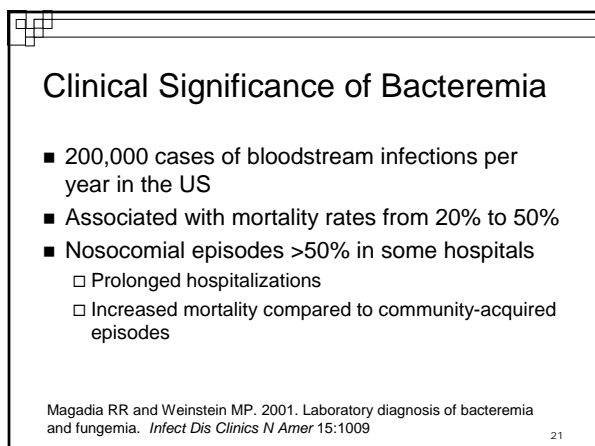 Clinical Significance of Bacteremia
■ 200,000 cases of bloodstream infections per
year in the US
■ Associated with mortality rates from 20% to 50%
■ Nosocomial episodes >50% in some hospitals
□ Prolonged hospitalizations
□ Increased mortality compared to community-acquired
episodes
Magadia RR and Weinstein MP. 2001. Laboratory diagnosis of bacteremia
and fungemia. Infect Dis Clinics N Amer 15:1009
21